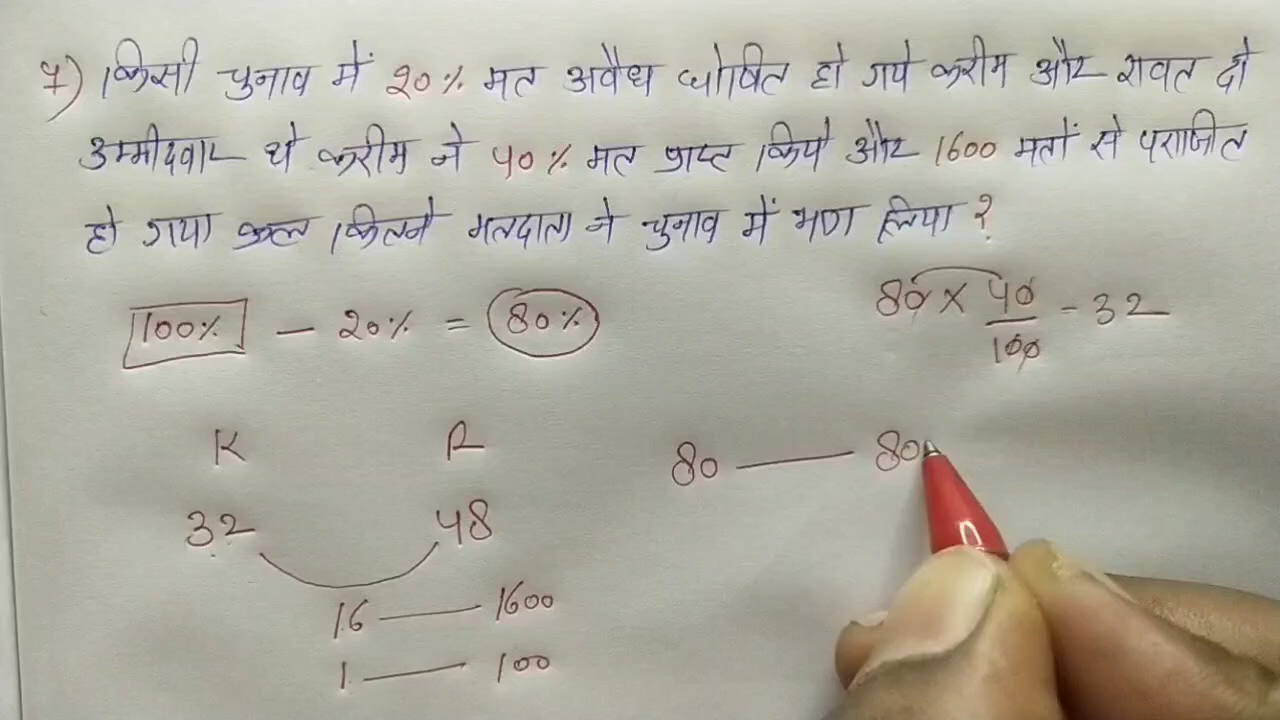 7) किसी चुनाव में 20% मत अवैध घोषित हो गये करीम और रावत दो
उम्मीदवार थे करीम ने 40% मत प्राप्त किये और 1600 मतों से पराजित
हो गया कुल कितने मतदाता ने चुनाव में भाग लिया ?
80 × 40/100 = 32
100% — 20% = 80%
K R
80 — 80
32 48
16 — 1600
1 — 100